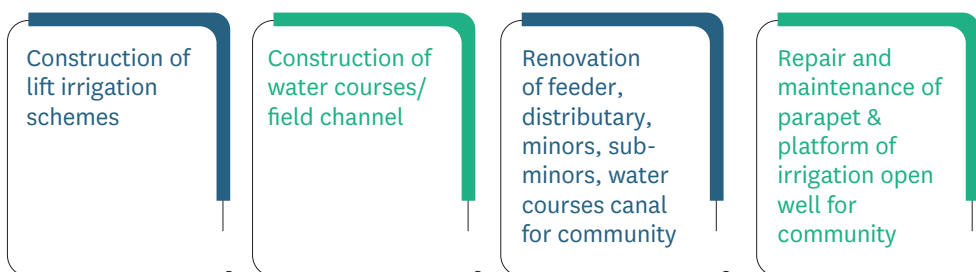 Construction of
lift irrigation
schemes
Construction of
water courses/
field channel
Renovation
of feeder,
distributary,
minors, sub-
minors, water
courses canal
for community
Repair and
maintenance of
parapet &
platform of
irrigation open
well for
community